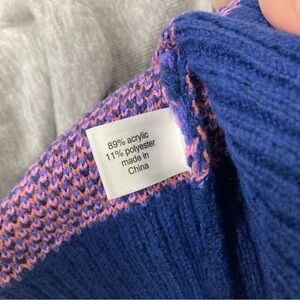 89% acrylic
11% polyester
made in
China